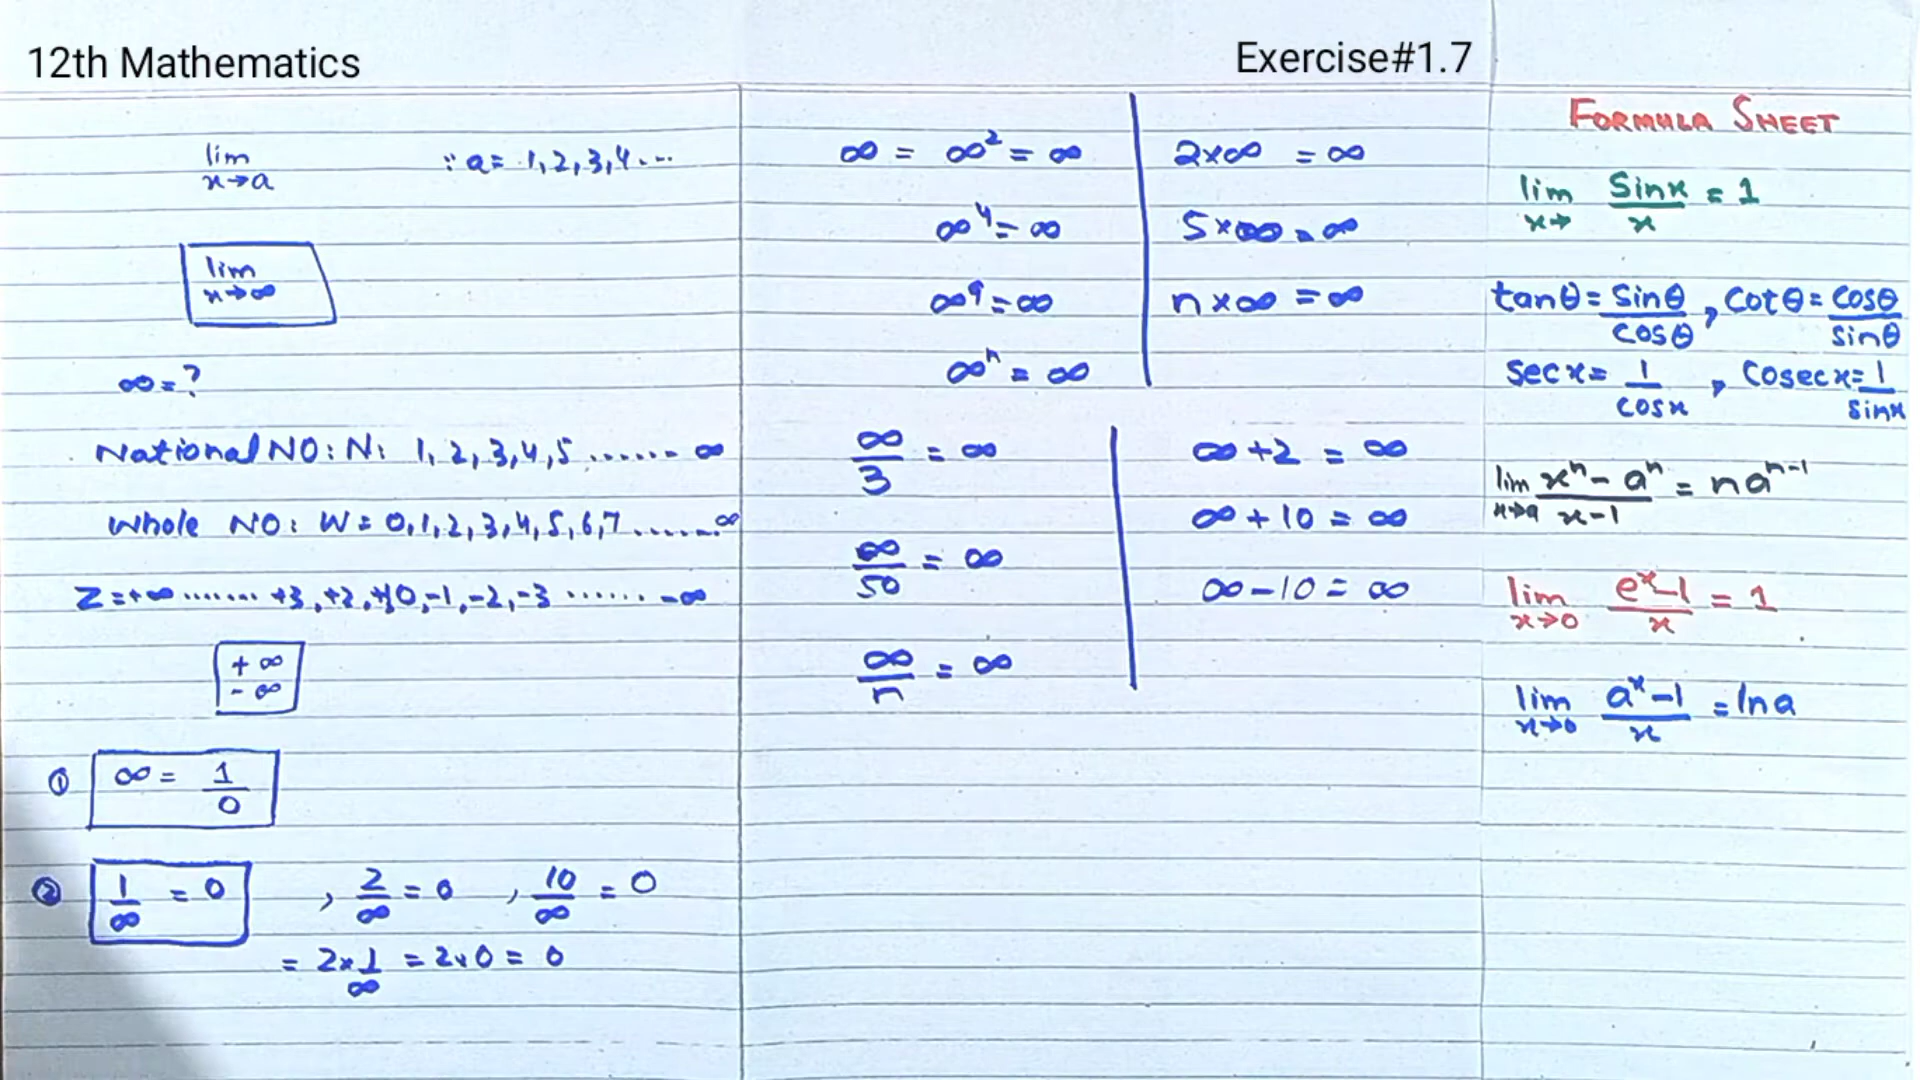 12th Mathematics
Exercise#1.7
lim
x→a
∵ a = 1, 2, 3, 4 ...
lim
x→∞
∞ = ?
National NO: N: 1, 2, 3, 4, 5 ...... ∞
Whole NO: W = 0, 1, 2, 3, 4, 5, 6, 7 ...... ∞
Z = +∞ ....... +3, +2, +1 0, -1, -2, -3 ...... -∞
+ ∞
- ∞
① ∞ = 1/0
② 1/∞ = 0 , 2/∞ = 0 , 10/∞ = 0
= 2×1/∞ = 2×0 = 0
∞ = ∞² = ∞
∞⁴ = ∞
∞⁹ = ∞
∞ⁿ = ∞
2×∞ = ∞
5×∞ = ∞
n×∞ = ∞
∞/3 = ∞
∞/50 = ∞
∞/n = ∞
∞+2 = ∞
∞+10 = ∞
∞-10 = ∞
FORMULA SHEET
lim x→ Sinx/x = 1
tanθ = Sinθ/cosθ , Cotθ = cosθ/sinθ
Sec x = 1/cosx , Cosec x = 1/sinx
lim x→a xⁿ - aⁿ/x-1 = naⁿ⁻¹
lim x→0 eˣ-1/x = 1
lim x→0 aˣ-1/x = ln a